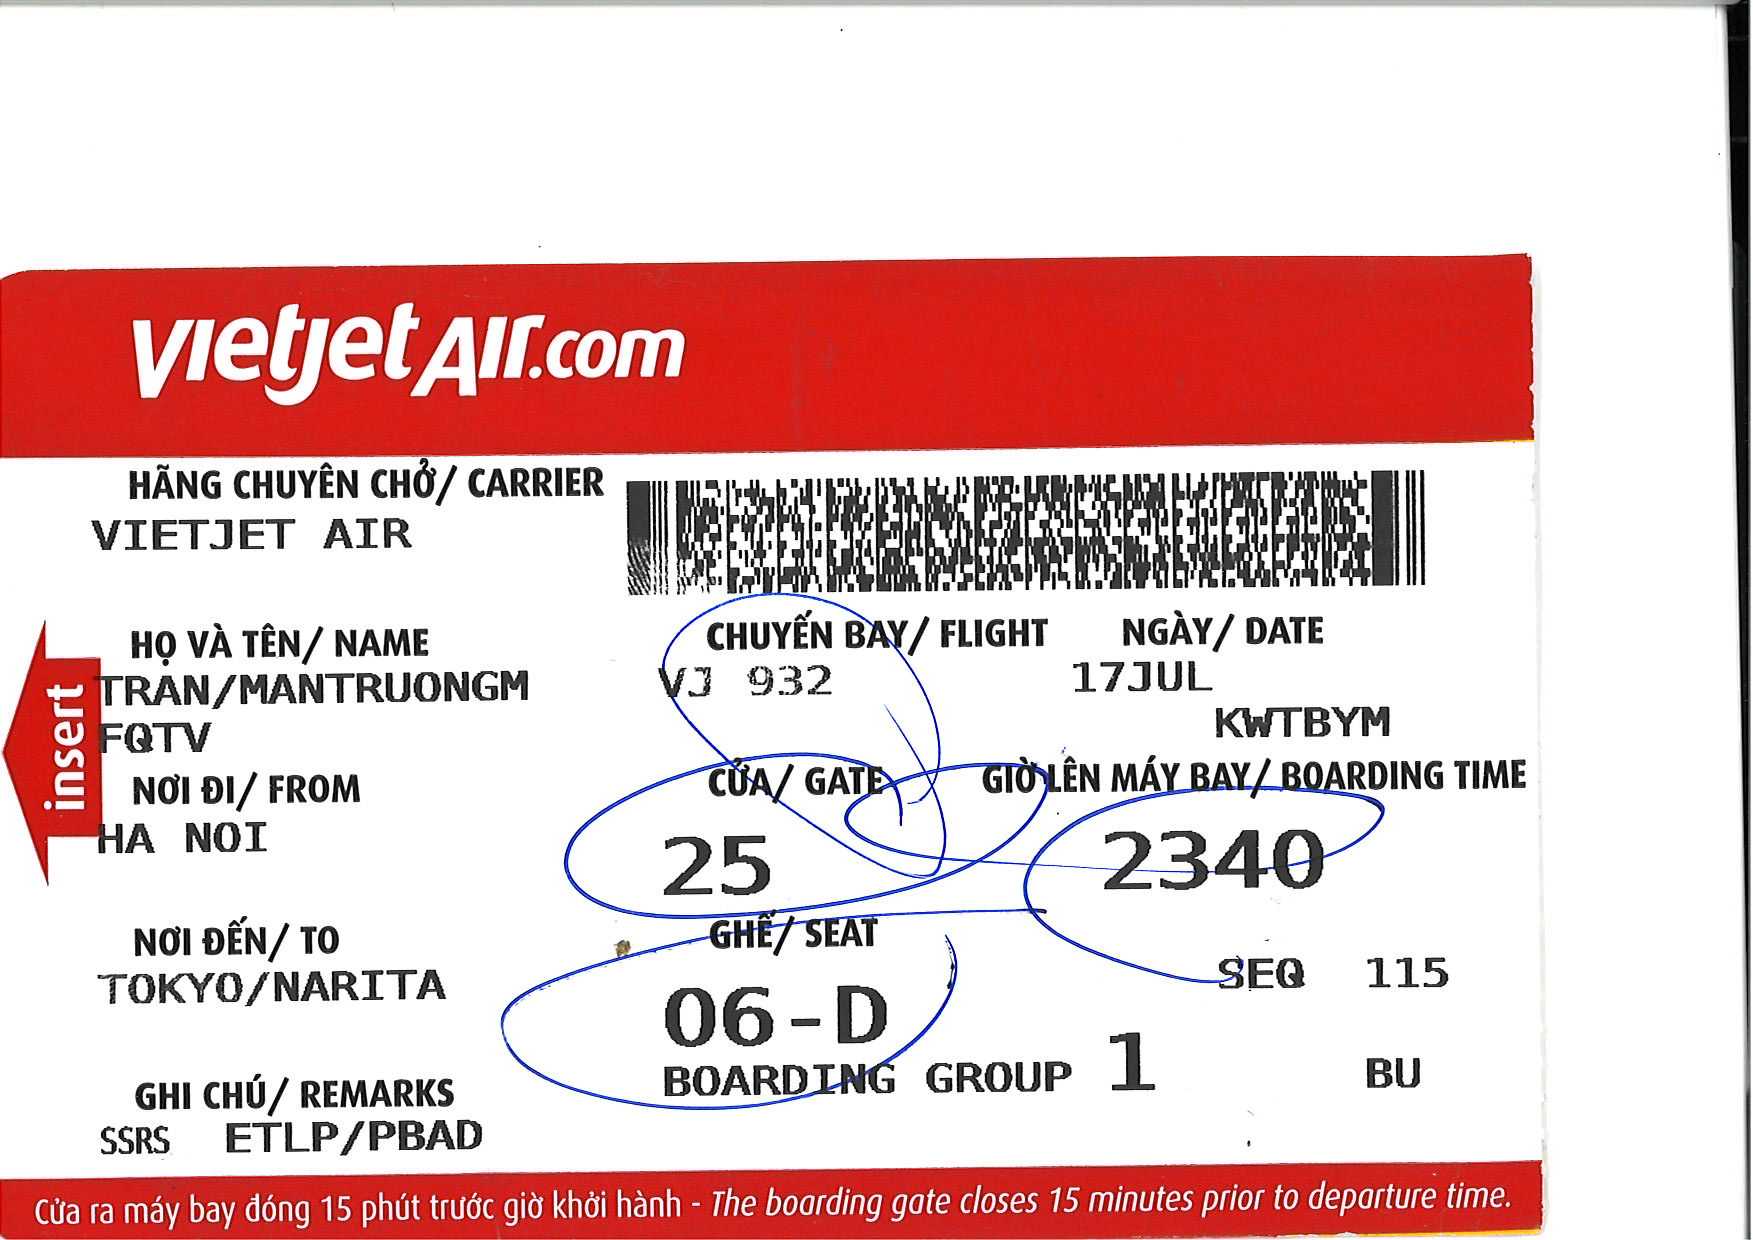 vietjetAir.com
HÃNG CHUYÊN CHỞ/ CARRIER
VIETJET AIR
HỌ VÀ TÊN/ NAME
TRAN/MANTRUONGM
FQTV
CHUYẾN BAY/ FLIGHT
VJ 932
NGÀY/ DATE
17JUL
KWTBYM
insert
NƠI ĐI/ FROM
HA NOI
CỬA/ GATE
25
GIỜ LÊN MÁY BAY/ BOARDING TIME
2340
NƠI ĐẾN/ TO
TOKYO/NARITA
GHẾ/ SEAT
06-D
SEQ 115
BOARDING GROUP 1 BU
GHI CHÚ/ REMARKS
SSRS ETLP/PBAD
Cửa ra máy bay đóng 15 phút trước giờ khởi hành - The boarding gate closes 15 minutes prior to departure time.